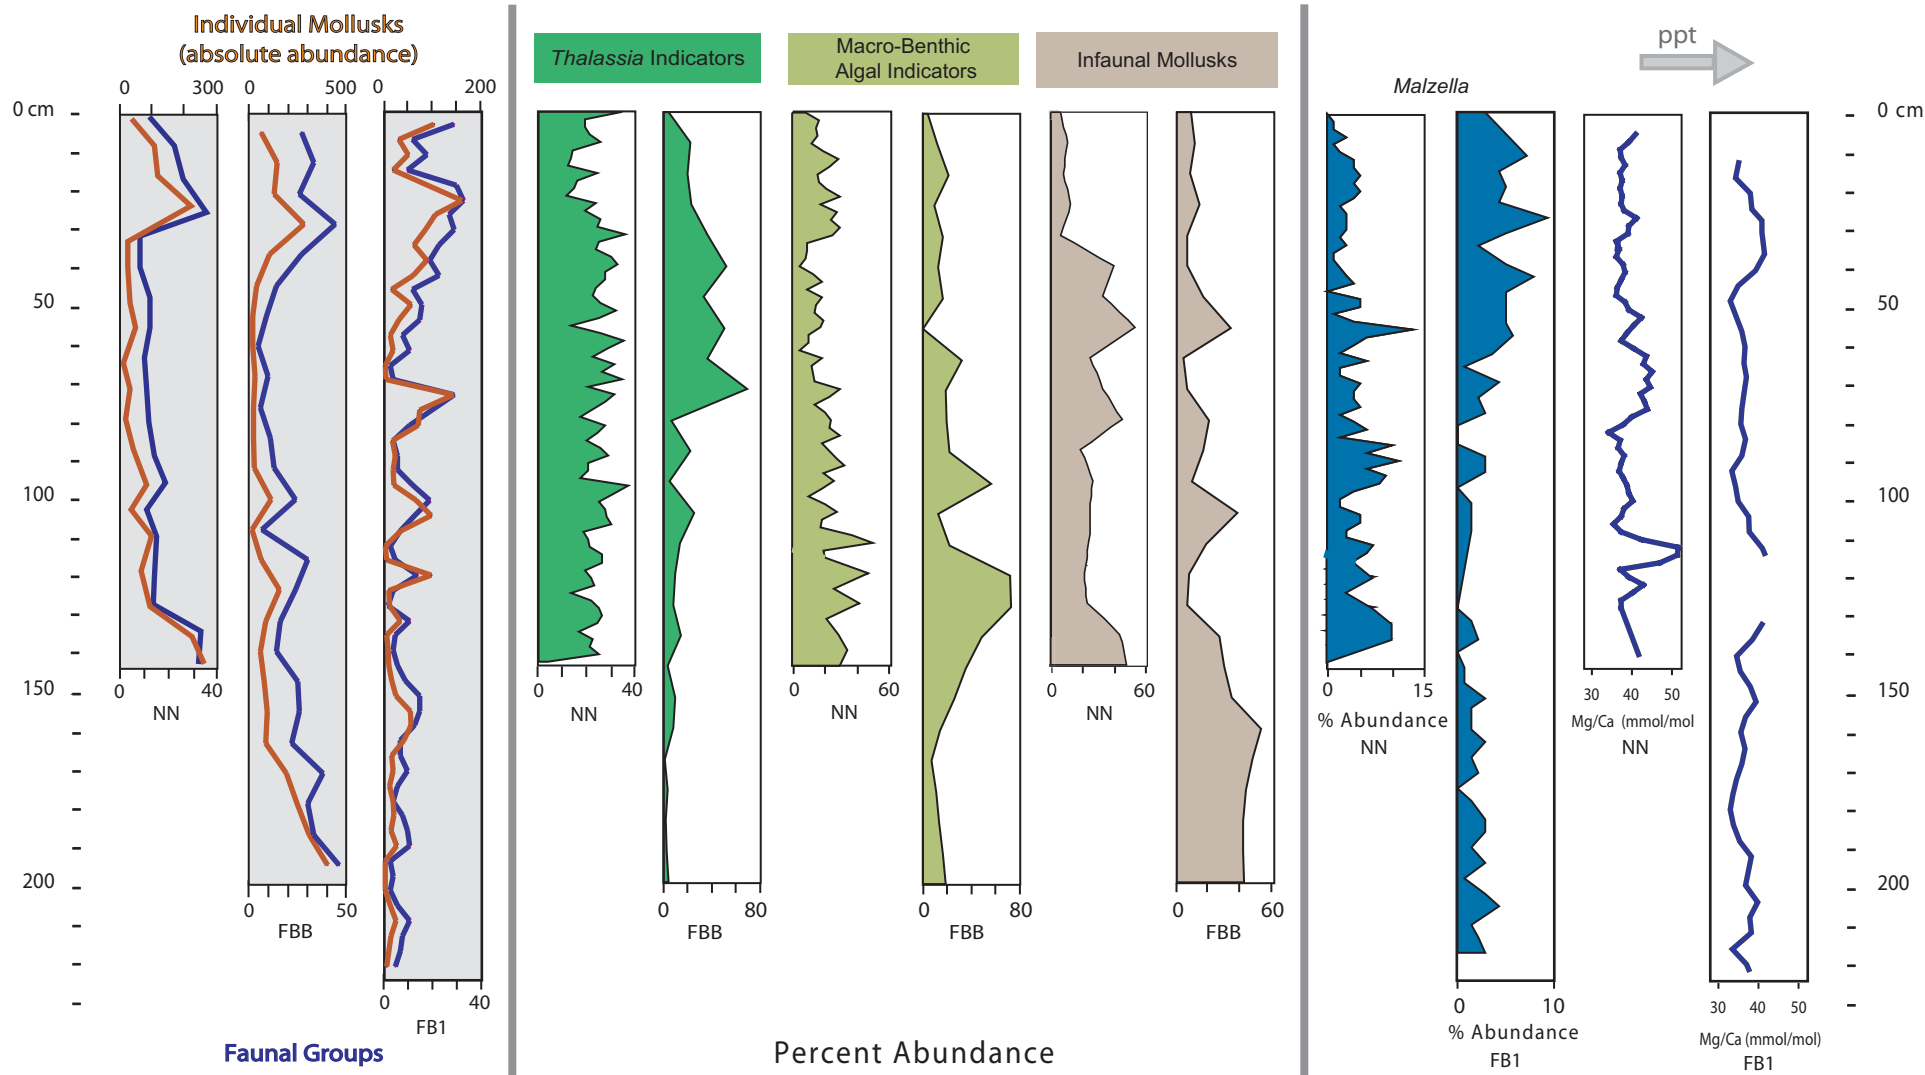 Individual Mollusks
(absolute abundance)
0 300 0 500 0 200
0 cm
50
100
150
200
0 40
NN
0 50
FBB
0 40
FB1
Faunal Groups
Thalassia Indicators
Macro-Benthic
Algal Indicators
Infaunal Mollusks
0 40
NN
0 80
FBB
0 60
NN
0 80
FBB
0 60
NN
0 60
FBB
Percent Abundance
ppt
Malzella
0 15
% Abundance
NN
0 10
% Abundance
FB1
30 40 50
Mg/Ca (mmol/mol
NN
30 40 50
Mg/Ca (mmol/mol)
FB1
0 cm
50
100
150
200